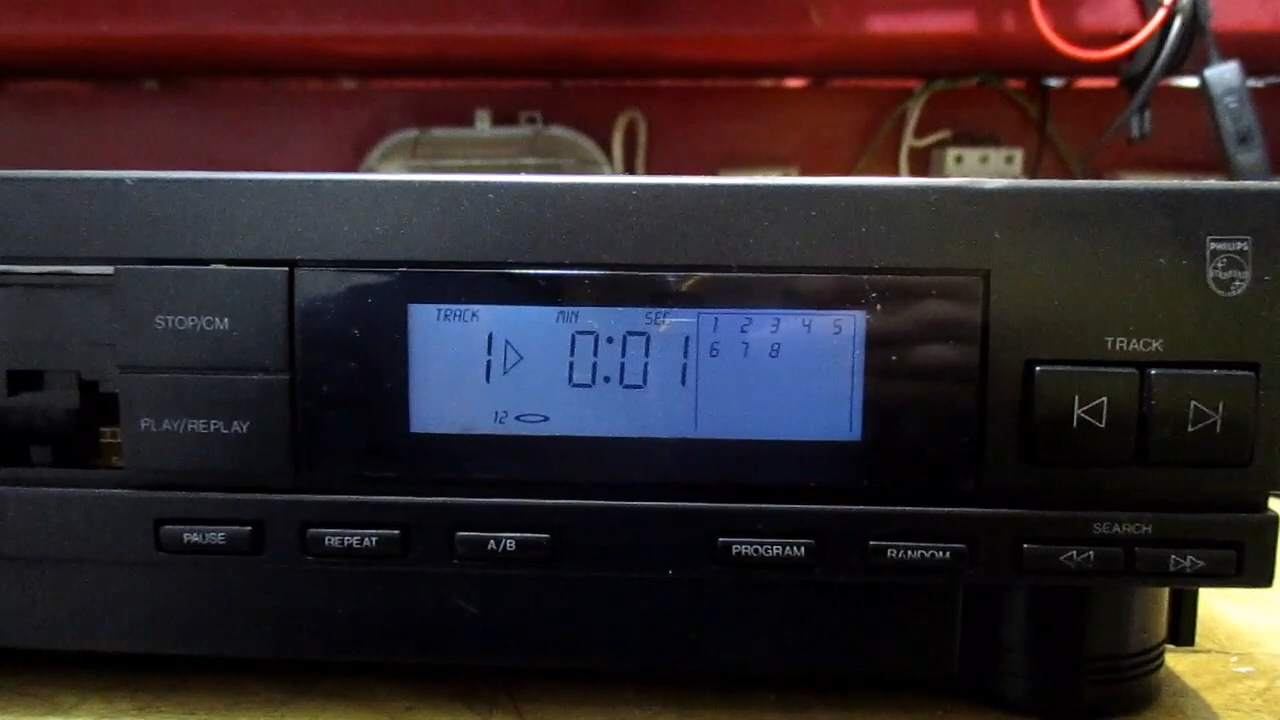 PHILIPS
TRACK MIN SEC
1 0:01
12
1 2 3 4 5
6 7 8
STOP/CM
PLAY/REPLAY
TRACK
PAUSE
REPEAT
A/B
PROGRAM
RANDOM
SEARCH